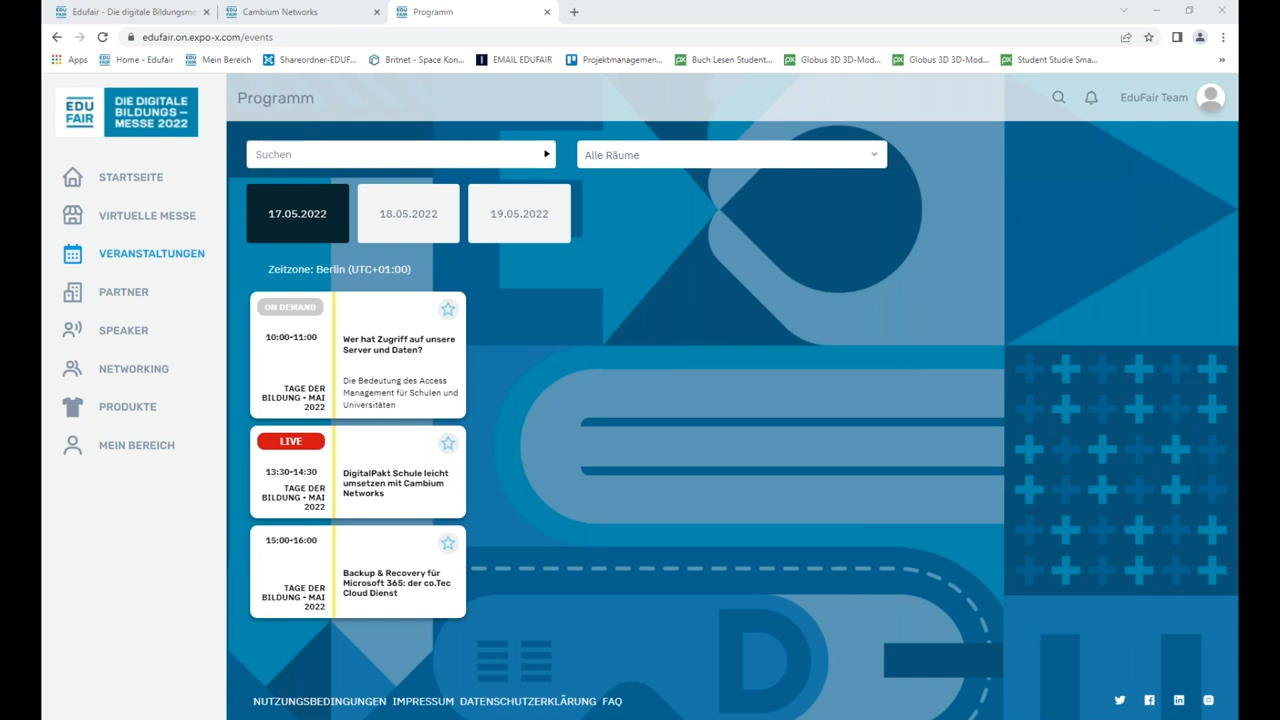 Edufair - Die digitale Bildungsme
Cambium Networks
Programm
edufair.on.expo-x.com/events
Apps
Home - Edufair
Mein Bereich
Shareordner-EDUF...
Britnet - Space Kon...
EMAIL EDUFAIR
Projektmanagemen...
Buch Lesen Student...
Globus 3D 3D-Mod...
Globus 3D 3D-Mod...
Student Studie Sma...
EDU
FAIR
DIE DIGITALE
BILDUNGS —
MESSE 2022
Programm
EduFair Team
STARTSEITE
VIRTUELLE MESSE
VERANSTALTUNGEN
PARTNER
SPEAKER
NETWORKING
PRODUKTE
MEIN BEREICH
Suchen
Alle Räume
17.05.2022
18.05.2022
19.05.2022
Zeitzone: Berlin (UTC+01:00)
ON DEMAND
10:00-11:00
TAGE DER
BILDUNG - MAI
2022
Wer hat Zugriff auf unsere
Server und Daten?
Die Bedeutung des Access
Management für Schulen und
Universitäten
LIVE
13:30-14:30
TAGE DER
BILDUNG - MAI
2022
DigitalPakt Schule leicht
umsetzen mit Cambium
Networks
15:00-16:00
TAGE DER
BILDUNG - MAI
2022
Backup & Recovery für
Microsoft 365: der co.Tec
Cloud Dienst
NUTZUNGSBEDINGUNGEN IMPRESSUM DATENSCHUTZERKLÄRUNG FAQ